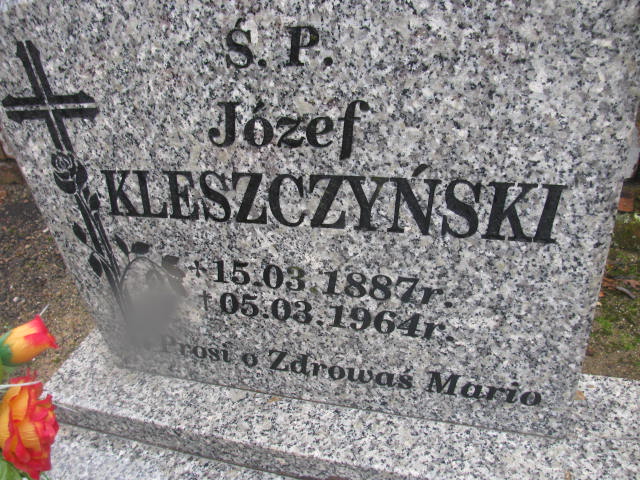 Ś. P.
Józef
KLESZCZYŃSKI
*15.03.1887r.
†05.03.1964r.
Prosi o Zdrowaś Mario